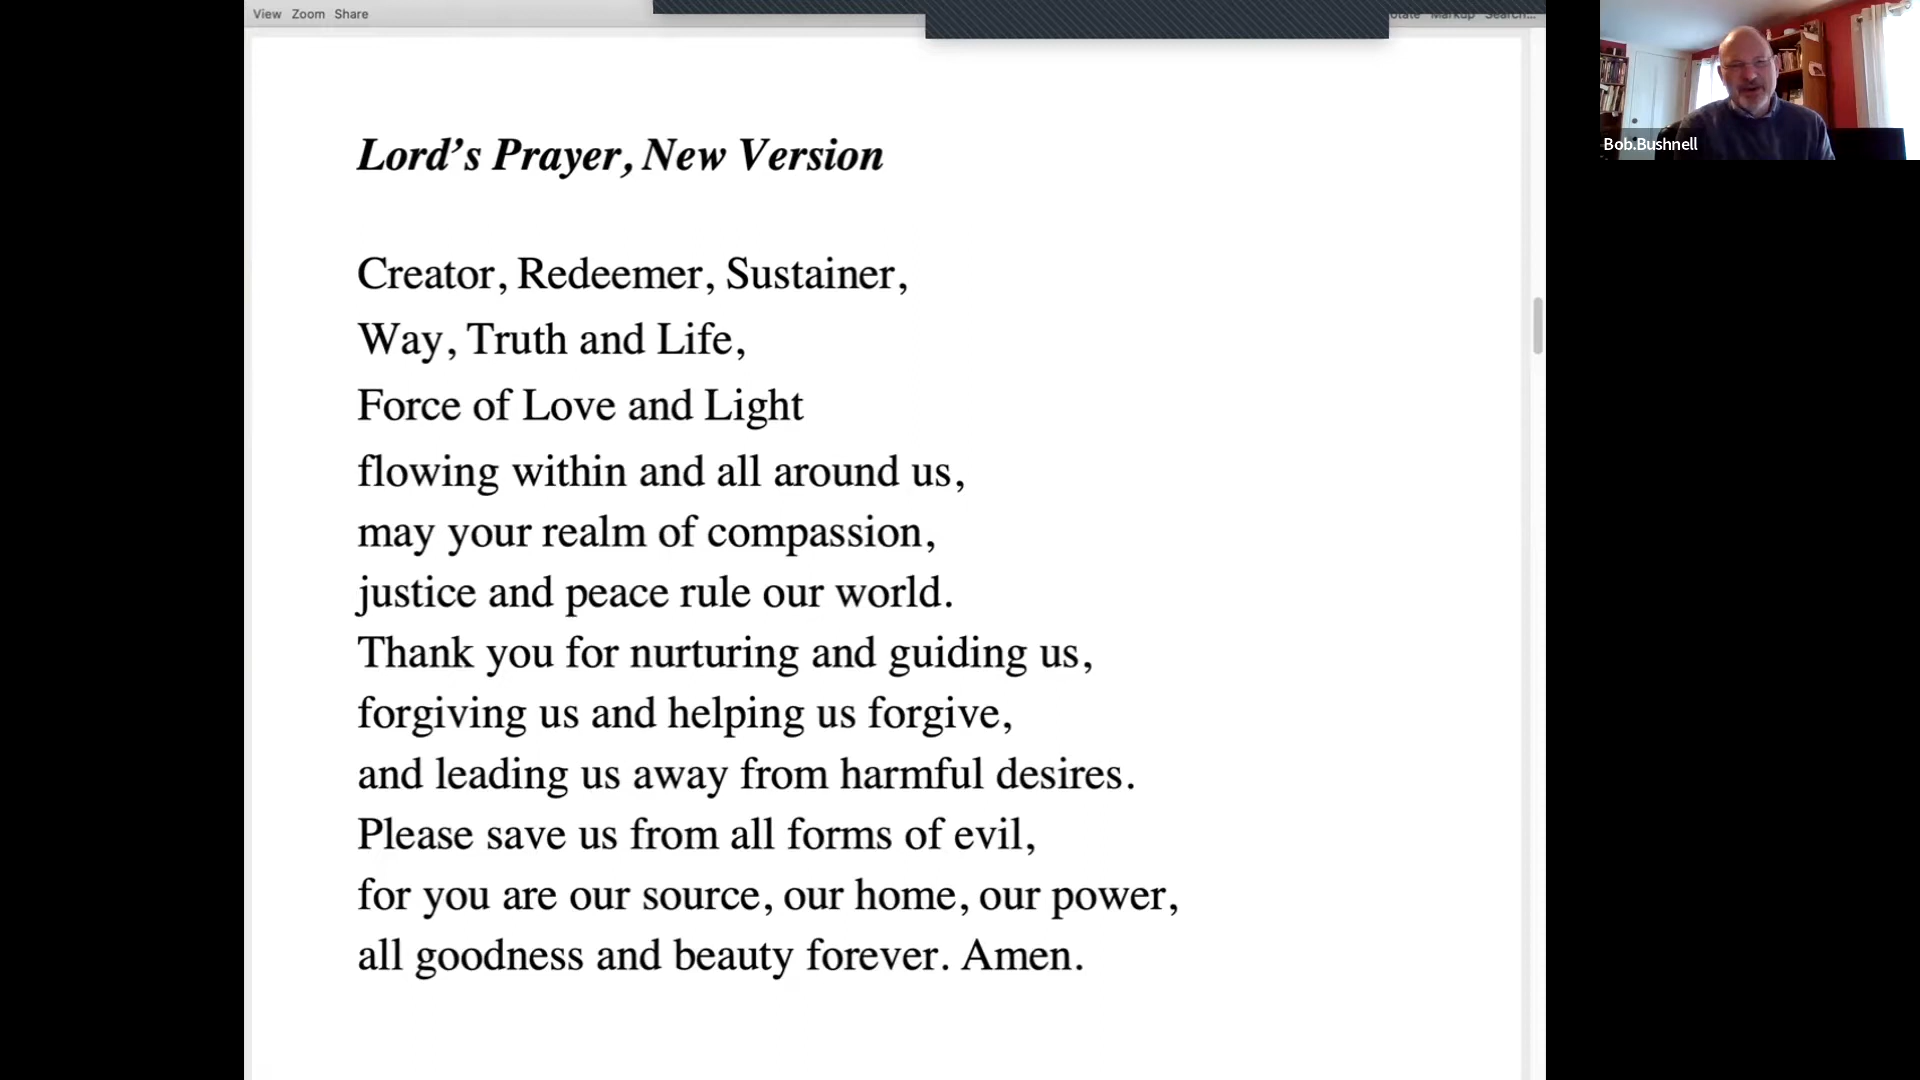 View Zoom Share
Markup Search...
Bob.Bushnell
Lord’s Prayer, New Version
Creator, Redeemer, Sustainer,
Way, Truth and Life,
Force of Love and Light
flowing within and all around us,
may your realm of compassion,
justice and peace rule our world.
Thank you for nurturing and guiding us,
forgiving us and helping us forgive,
and leading us away from harmful desires.
Please save us from all forms of evil,
for you are our source, our home, our power,
all goodness and beauty forever. Amen.